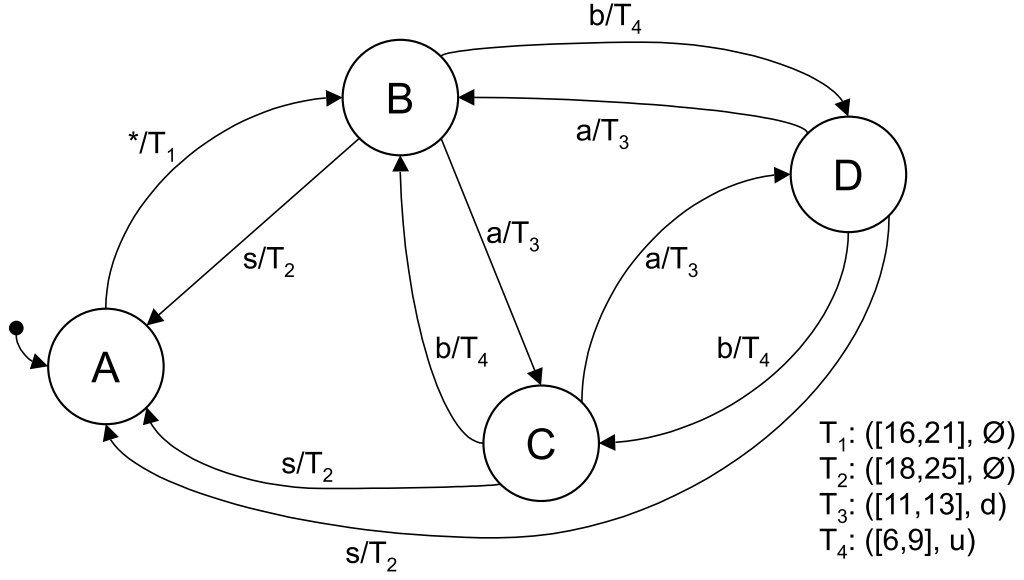 b/T₄
B
a/T₃
*/T₁
D
a/T₃
s/T₂
a/T₃
b/T₄
b/T₄
A
C
s/T₂
s/T₂
T₁: ([16,21], Ø)
T₂: ([18,25], Ø)
T₃: ([11,13], d)
T₄: ([6,9], u)